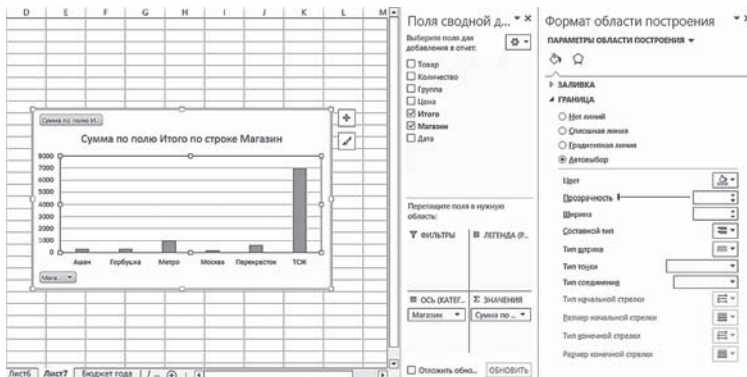 D E F G H I J K L M
Сумма по полю И...
Сумма по полю Итого по строке Магазин
8000
7000
6000
5000
4000
3000
2000
1000
0
Ашан Горбушка Метро Москва Перекресток ТСЖ
Мага...
Лист6 Лист7 Бюджет года
Поля сводной д...
Выберите поля для
добавления в отчет:
Товар
Количество
Группа
Цена
Итого
Магазин
Дата
Перетащите поля в нужную
область:
ФИЛЬТРЫ
ЛЕГЕНДА (Р...
ОСЬ (КАТЕГ...
Σ ЗНАЧЕНИЯ
Магазин
Сумма по ...
Отложить обно...
ОБНОВИТЬ
Формат области построения
ПАРАМЕТРЫ ОБЛАСТИ ПОСТРОЕНИЯ
ЗАЛИВКА
ГРАНИЦА
Нет линий
Сплошная линия
Градиентная линия
Автовыбор
Цвет
Прозрачность
Ширина
Составной тип
Тип штриха
Тип точки
Тип соединения
Тип начальной стрелки
Размер начальной стрелки
Тип конечной стрелки
Размер конечной стрелки